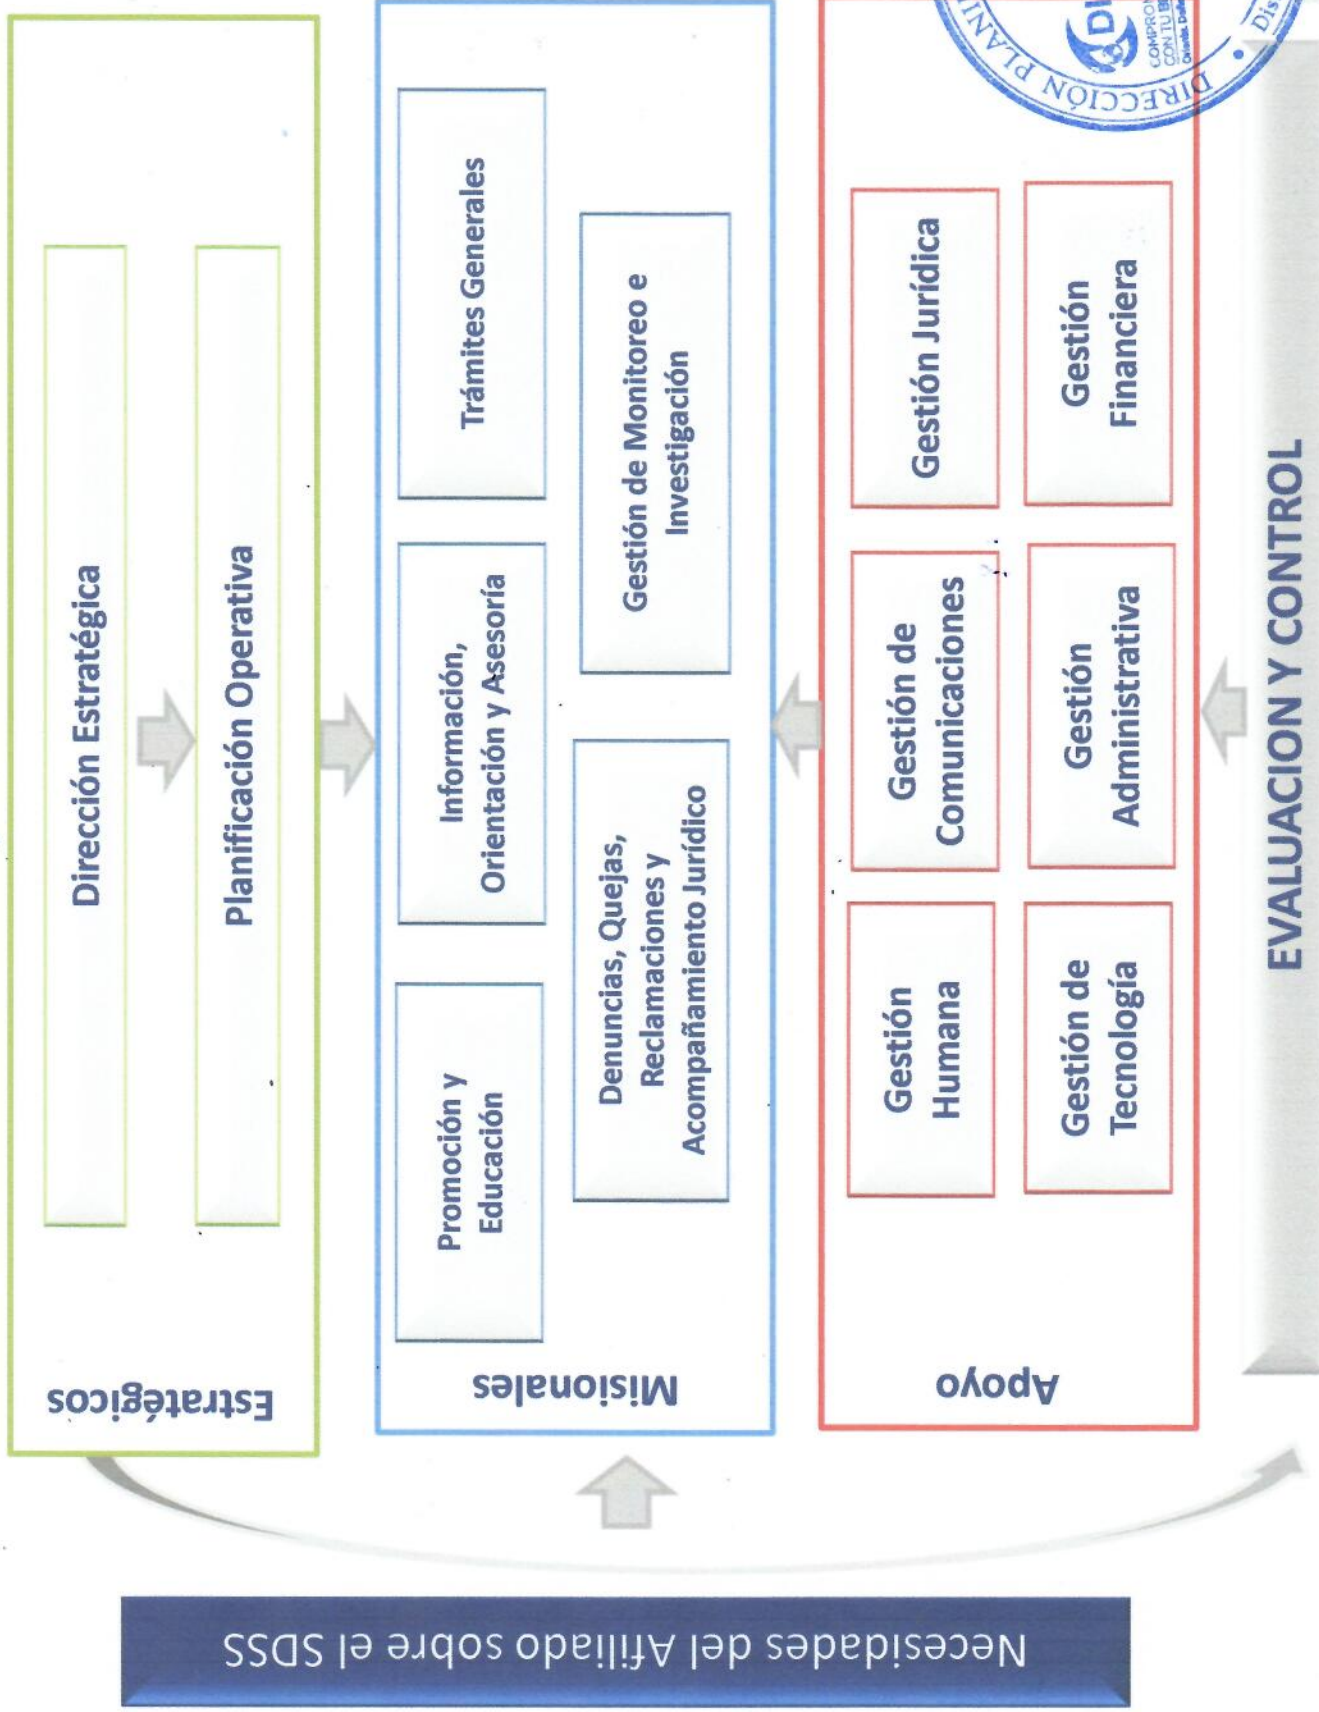 Necesidades del Afiliado sobre el SDSS
Estratégicos
Dirección Estratégica
Planificación Operativa
Misionales
Promoción y
Educación
Información,
Orientación y Asesoría
Trámites Generales
Denuncias, Quejas,
Reclamaciones y
Acompañamiento Jurídico
Gestión de Monitoreo e
Investigación
Apoyo
Gestión
Humana
Gestión de
Comunicaciones
Gestión Jurídica
Gestión de
Tecnología
Gestión
Administrativa
Gestión
Financiera
EVALUACION Y CONTROL
DIRECCIÓN
CON TU